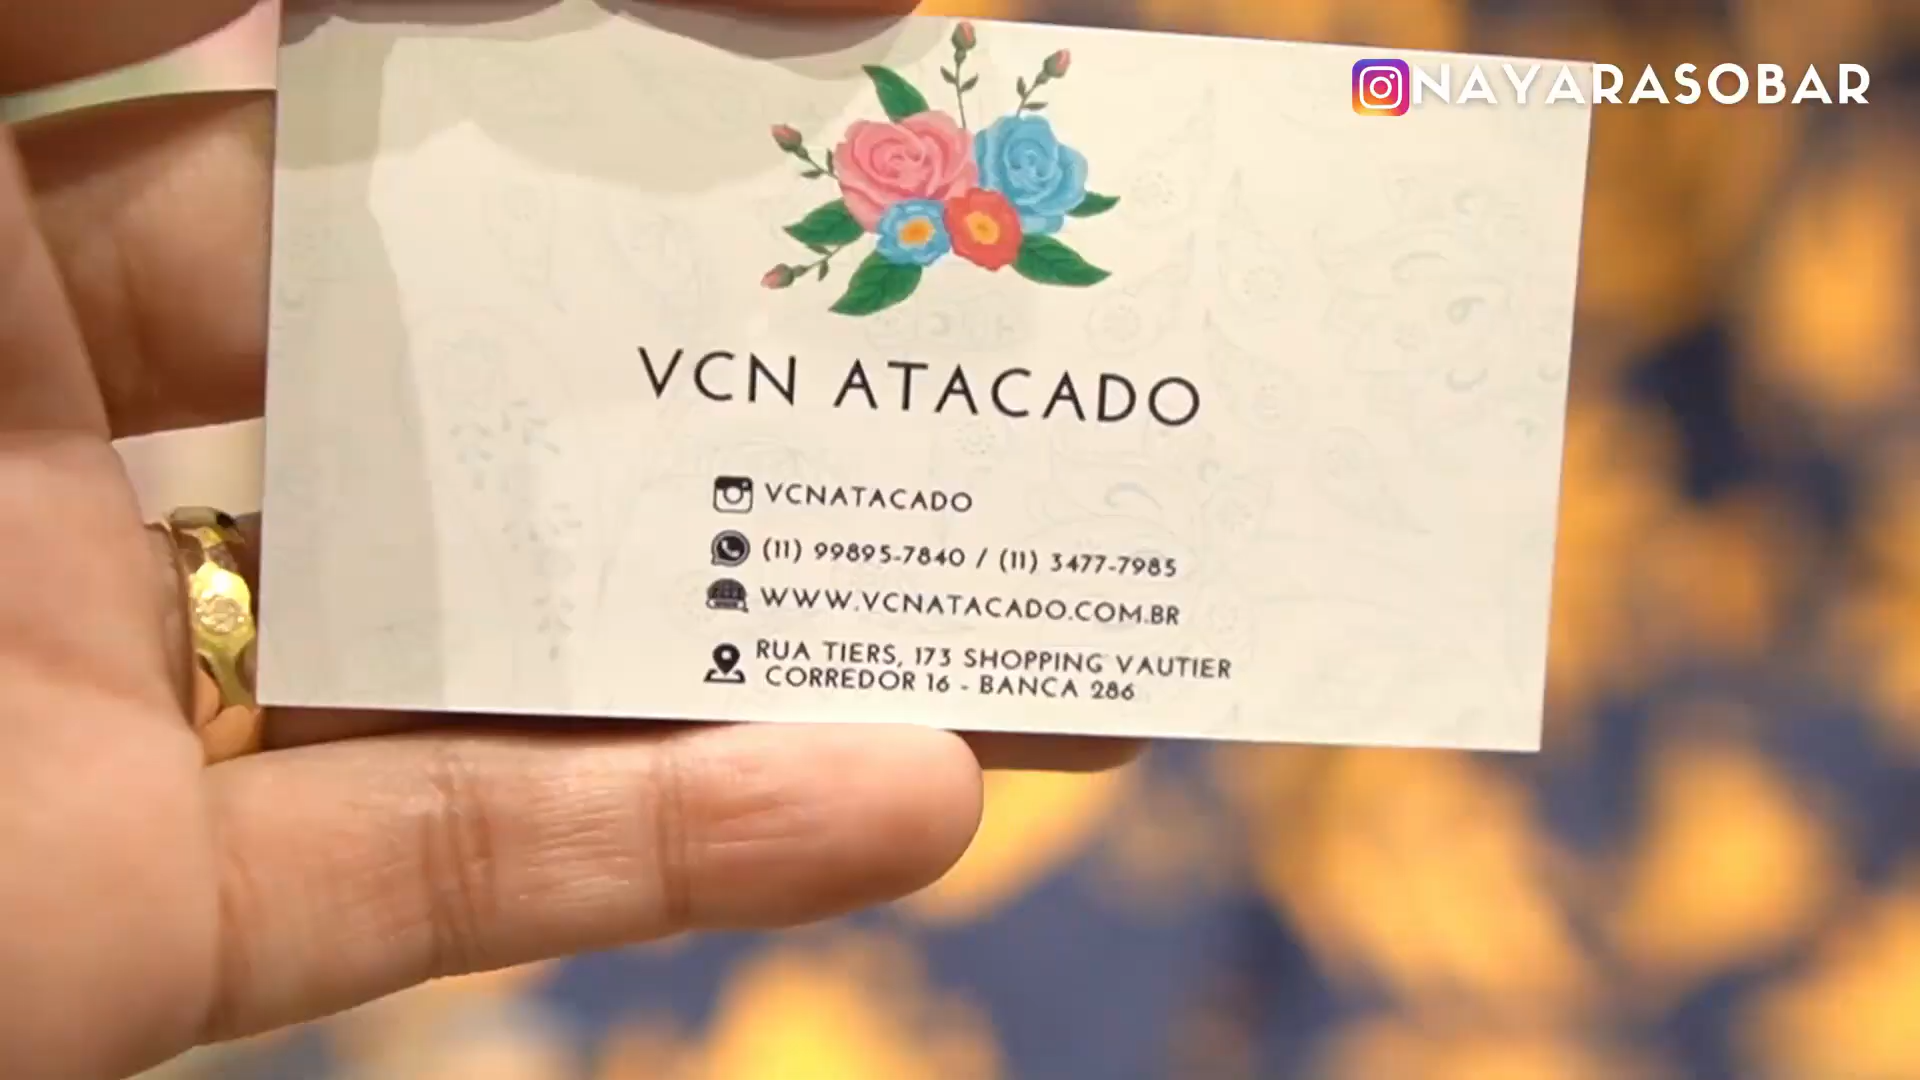 NAYARASOBAR
VCN ATACADO
VCNATACADO
(11) 99895-7840 / (11) 3477-7985
WWW.VCNATACADO.COM.BR
RUA TIERS, 173 SHOPPING VAUTIER
CORREDOR 16 - BANCA 286